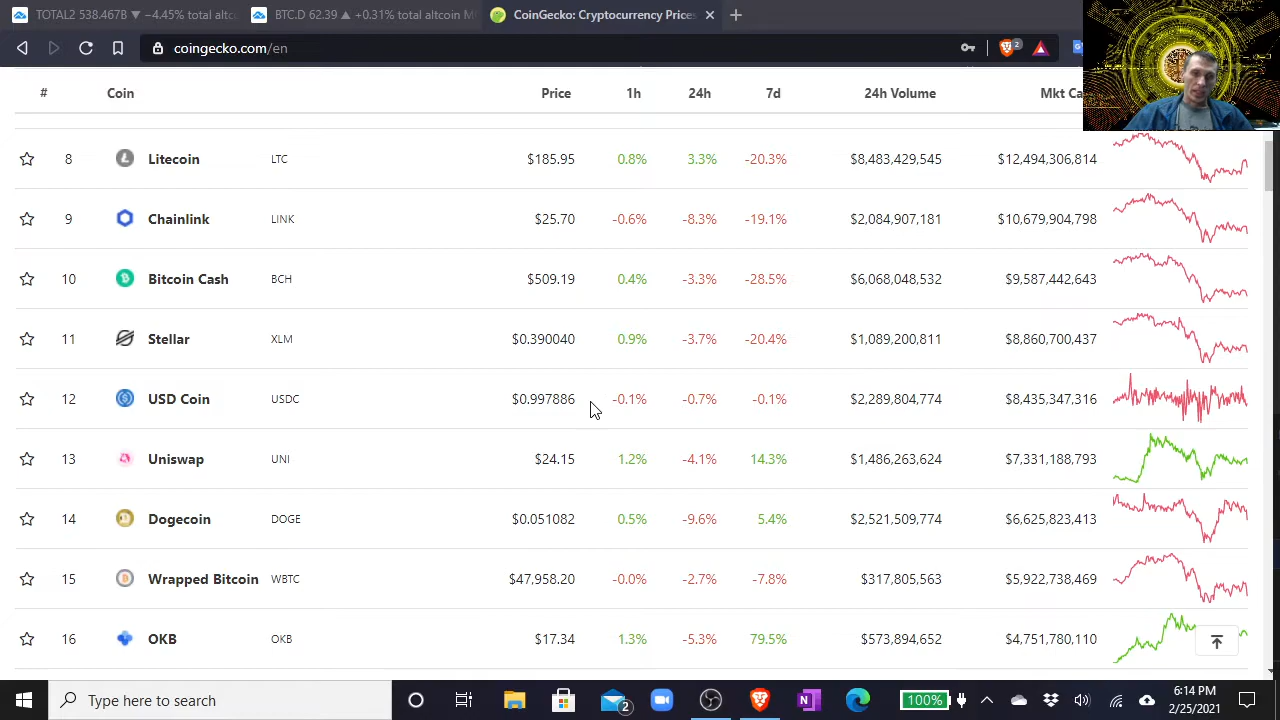 TOTAL2 538.467B ▼ −4.45% total altco
BTC.D 62.39 ▲ +0.31% total altcoin M
CoinGecko: Cryptocurrency Prices
coingecko.com/en
2
# Coin Price 1h 24h 7d 24h Volume Mkt Ca
8 Litecoin LTC $185.95 0.8% 3.3% -20.3% $8,483,429,545 $12,494,306,814
9 Chainlink LINK $25.70 -0.6% -8.3% -19.1% $2,084,907,181 $10,679,904,798
10 Bitcoin Cash BCH $509.19 0.4% -3.3% -28.5% $6,068,048,532 $9,587,442,643
11 Stellar XLM $0.390040 0.9% -3.7% -20.4% $1,089,200,811 $8,860,700,437
12 USD Coin USDC $0.997886 -0.1% -0.7% -0.1% $2,289,804,774 $8,435,347,316
13 Uniswap UNI $24.15 1.2% -4.1% 14.3% $1,486,263,624 $7,331,188,793
14 Dogecoin DOGE $0.051082 0.5% -9.6% 5.4% $2,521,509,774 $6,625,823,413
15 Wrapped Bitcoin WBTC $47,958.20 -0.0% -2.7% -7.8% $317,805,563 $5,922,738,469
16 OKB OKB $17.34 1.3% -5.3% 79.5% $573,894,652 $4,751,780,110
Type here to search
2
100%
6:14 PM
2/25/2021